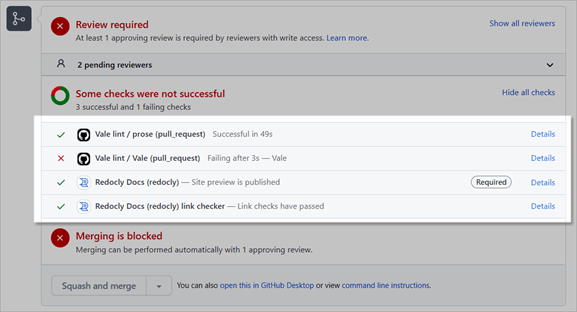 Review required
Show all reviewers
At least 1 approving review is required by reviewers with write access. Learn more.
2 pending reviewers
Some checks were not successful
Hide all checks
3 successful and 1 failing checks
Vale lint / prose (pull_request) Successful in 49s
Details
Vale lint / Vale (pull_request) Failing after 3s — Vale
Details
Redocly Docs (redocly) — Site preview is published
Required
Details
Redocly Docs (redocly) link checker — Link checks have passed
Details
Merging is blocked
Merging can be performed automatically with 1 approving review.
Squash and merge
You can also open this in GitHub Desktop or view command line instructions.